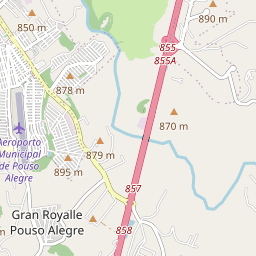 890 m
850 m
855
855A
878 m
870 m
Aeroporto
Municipal
de Pouso
Alegre
879 m
895 m
857
Gran Royalle
Pouso Alegre
858